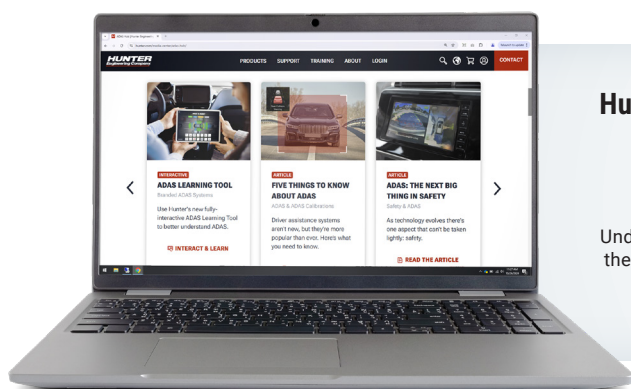 HUNTER
Engineering Company
PRODUCTS SUPPORT TRAINING ABOUT LOGIN
CONTACT
INTERACTIVE
ADAS LEARNING TOOL
Use Hunter's new fully-
interactive ADAS Learning Tool
to better understand ADAS.
INTERACT & LEARN
ARTICLE
FIVE THINGS TO KNOW
ABOUT ADAS
ADAS & ADAS Calibrations
Driver assistance systems
aren't new, but they're more
popular than ever. Here's what
you need to know.
ARTICLE
ADAS: THE NEXT BIG
THING IN SAFETY
Safety & ADAS
As technology evolves there's
one aspect that can't be taken
lightly: safety.
READ THE ARTICLE
Hu
Und
the